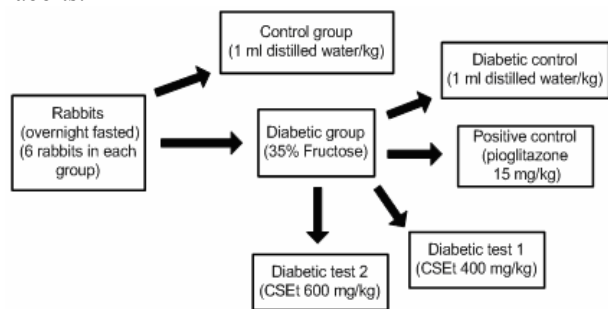 Control group
(1 ml distilled water/kg)
Diabetic control
(1 ml distilled water/kg)
Rabbits
(overnight fasted)
(6 rabbits in each
group)
Diabetic group
(35% Fructose)
Positive control
(pioglitazone
15 mg/kg)
Diabetic test 1
(CSEt 400 mg/kg)
Diabetic test 2
(CSEt 600 mg/kg)